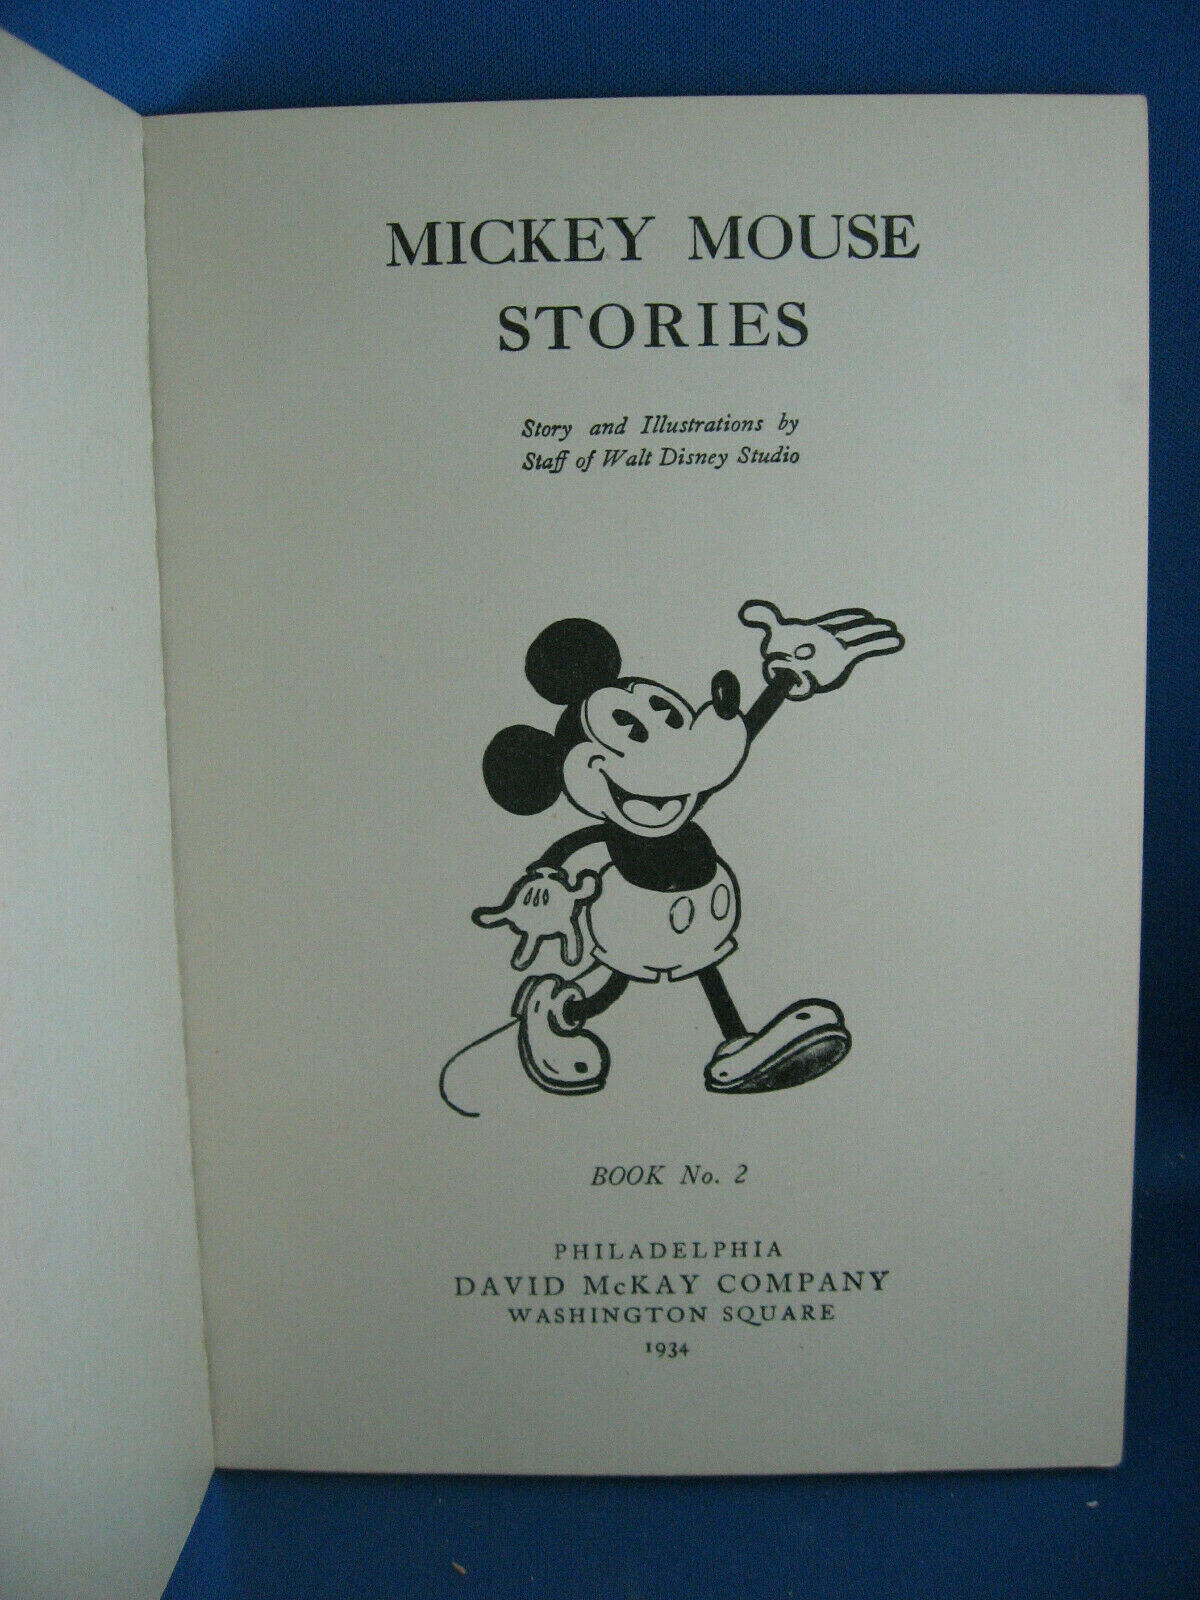 MICKEY MOUSE
STORIES
Story and Illustrations by
Staff of Walt Disney Studio
BOOK No. 2
PHILADELPHIA
DAVID McKAY COMPANY
WASHINGTON SQUARE
1934